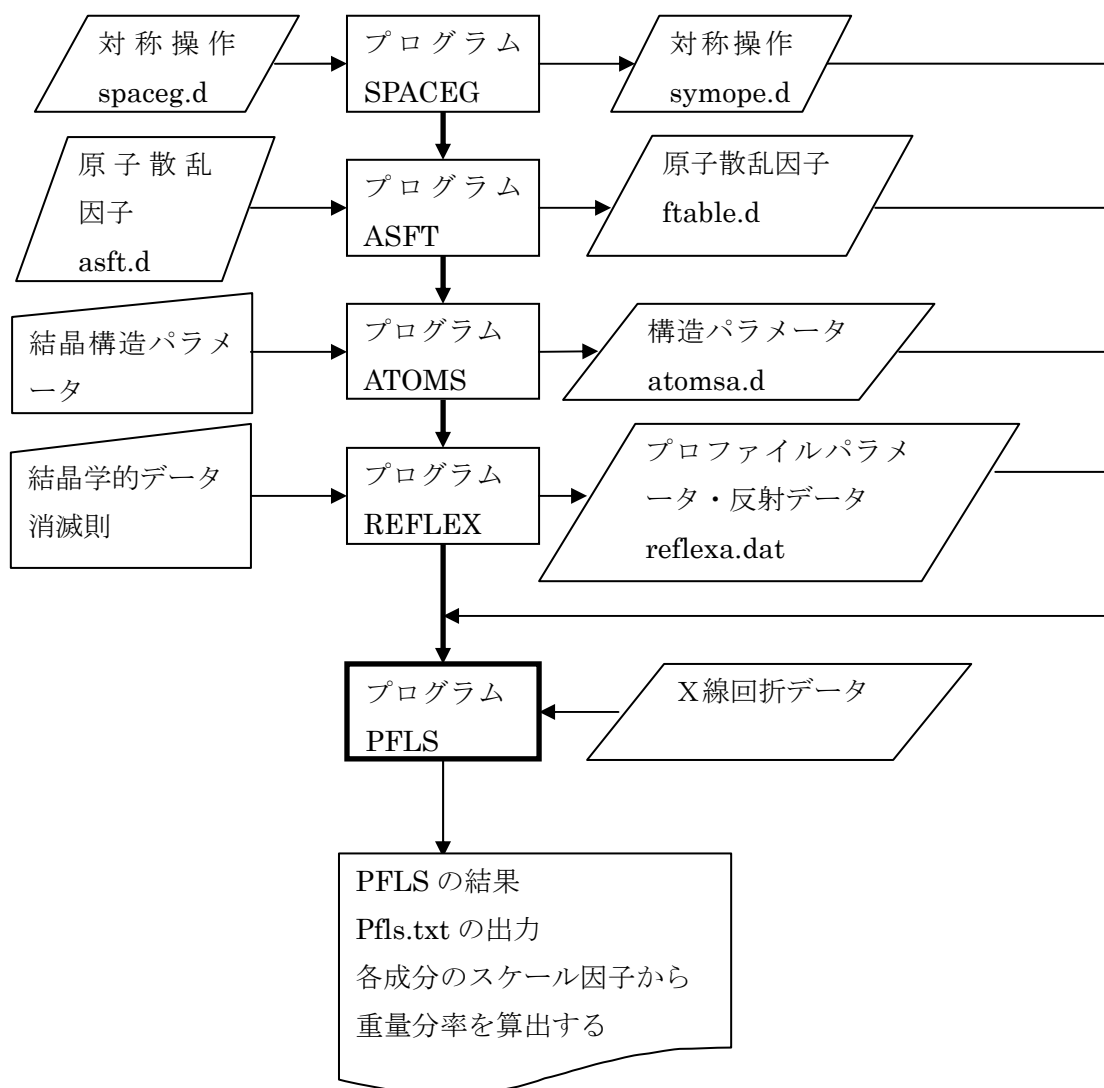 対称操作
spaceg.d
プログラム
SPACEG
対称操作
symope.d
原子散乱
因子
asft.d
プログラム
ASFT
原子散乱因子
ftable.d
結晶構造パラメ
ータ
プログラム
ATOMS
構造パラメータ
atomsa.d
結晶学的データ
消滅則
プログラム
REFLEX
プロファイルパラメ
ータ・反射データ
reflexa.dat
プログラム
PFLS
X線回折データ
PFLS の結果
Pfls.txt の出力
各成分のスケール因子から
重量分率を算出する